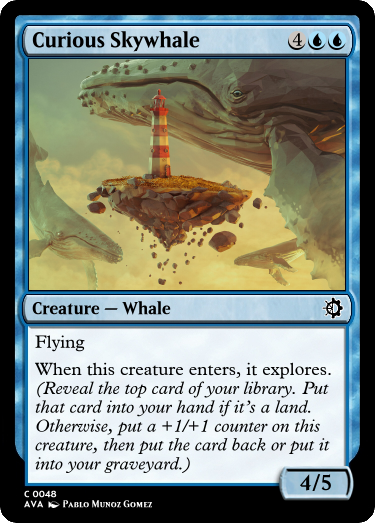 Curious Skywhale 4
Creature — Whale
Flying
When this creature enters, it explores.
(Reveal the top card of your library. Put
that card into your hand if it's a land.
Otherwise, put a +1/+1 counter on this
creature, then put the card back or put it
into your graveyard.)
4/5
C 0048
AVA Pablo Munoz Gomez